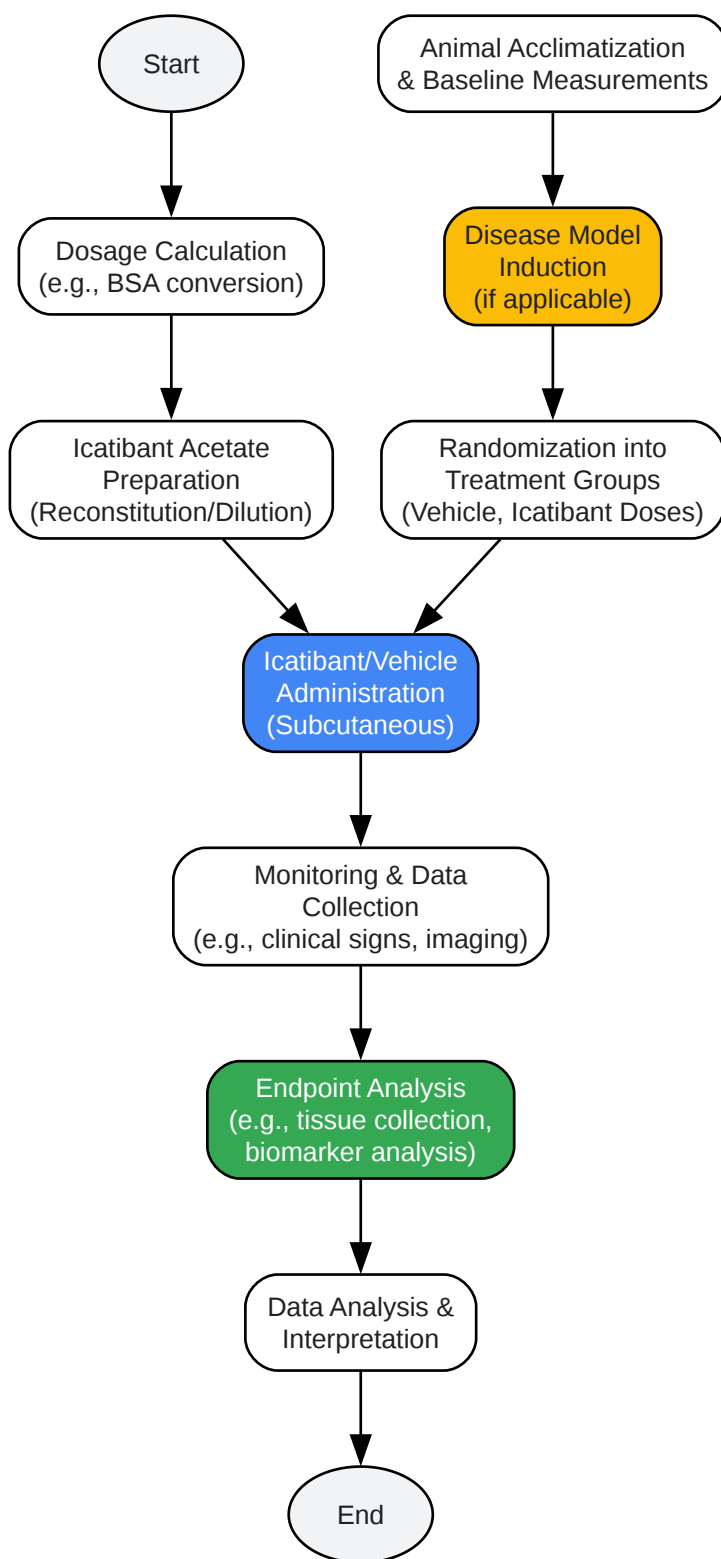 Start
Animal Acclimatization
& Baseline Measurements
Dosage Calculation
(e.g., BSA conversion)
Disease Model
Induction
(if applicable)
Icatibant Acetate
Preparation
(Reconstitution/Dilution)
Randomization into
Treatment Groups
(Vehicle, Icatibant Doses)
Icatibant/Vehicle
Administration
(Subcutaneous)
Monitoring & Data
Collection
(e.g., clinical signs, imaging)
Endpoint Analysis
(e.g., tissue collection,
biomarker analysis)
Data Analysis &
Interpretation
End